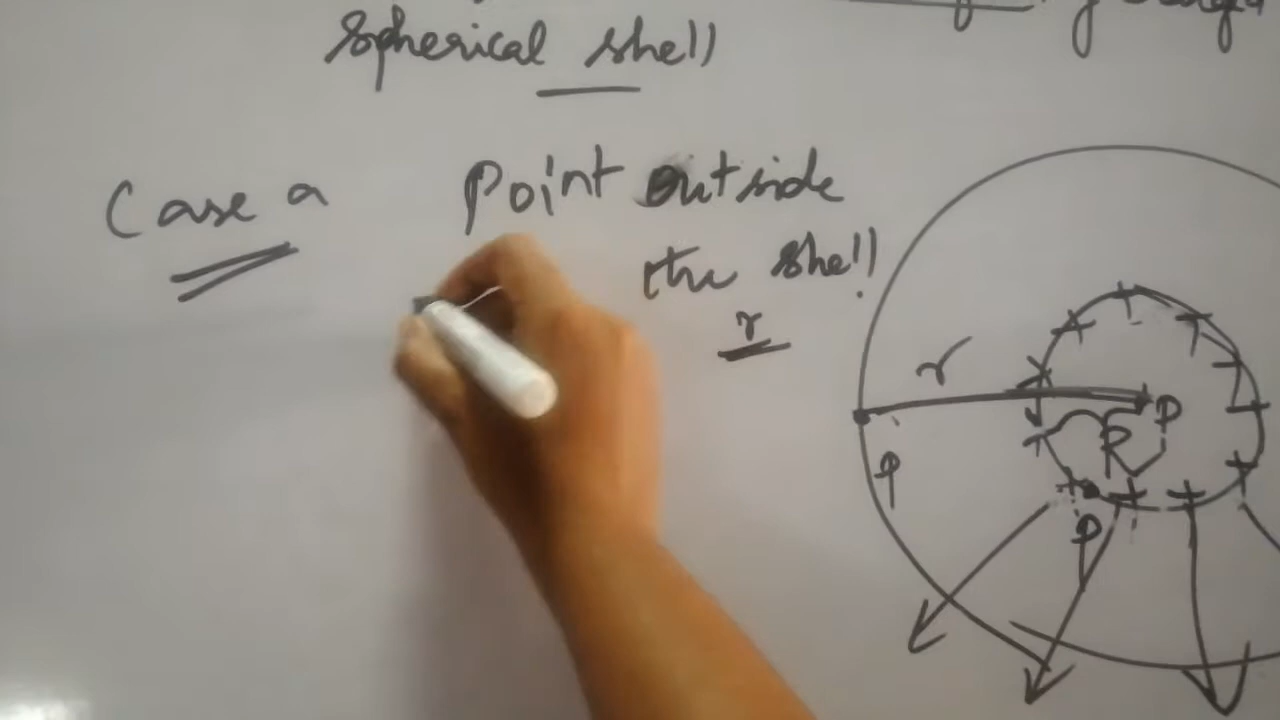 spherical shell
Case a
Point outside
the shell
r
r
P
R
P
P